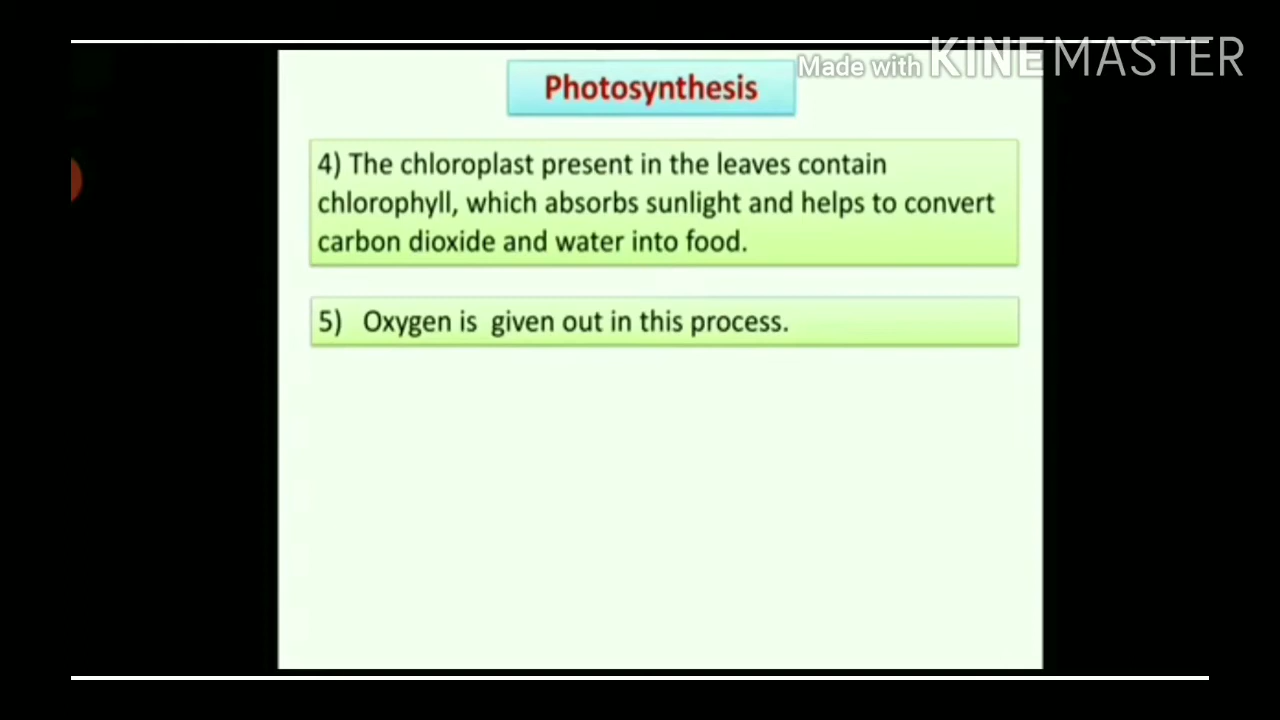 Made with KINEMASTER
Photosynthesis
4) The chloroplast present in the leaves contain
chlorophyll, which absorbs sunlight and helps to convert
carbon dioxide and water into food.
5) Oxygen is given out in this process.